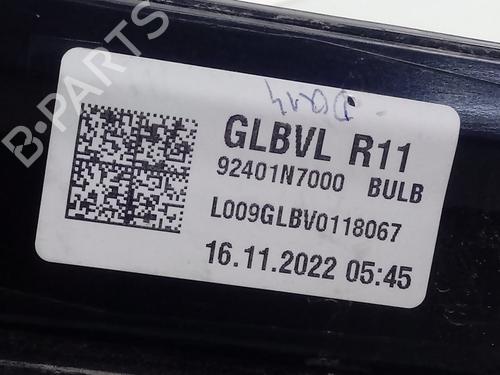 B-PARTS
GLBVL R11
92401N7000 BULB
L009GLBV0118067
16.11.2022 05:45